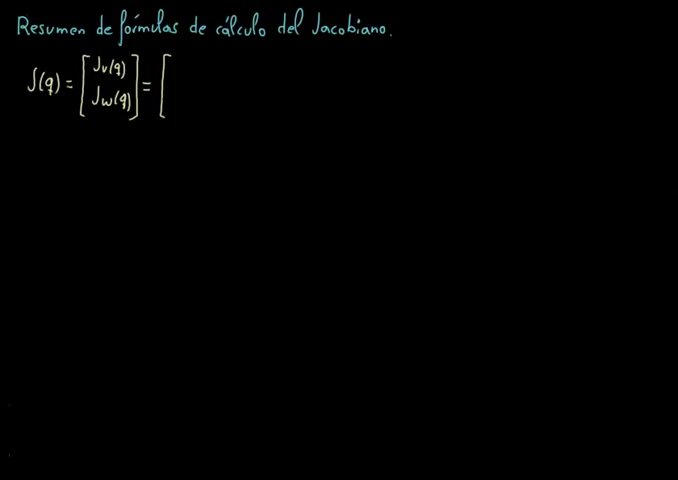 Resumen de fórmulas de cálculo del Jacobiano.
J(q) = [ Jv(q) Jω(q) ] = [